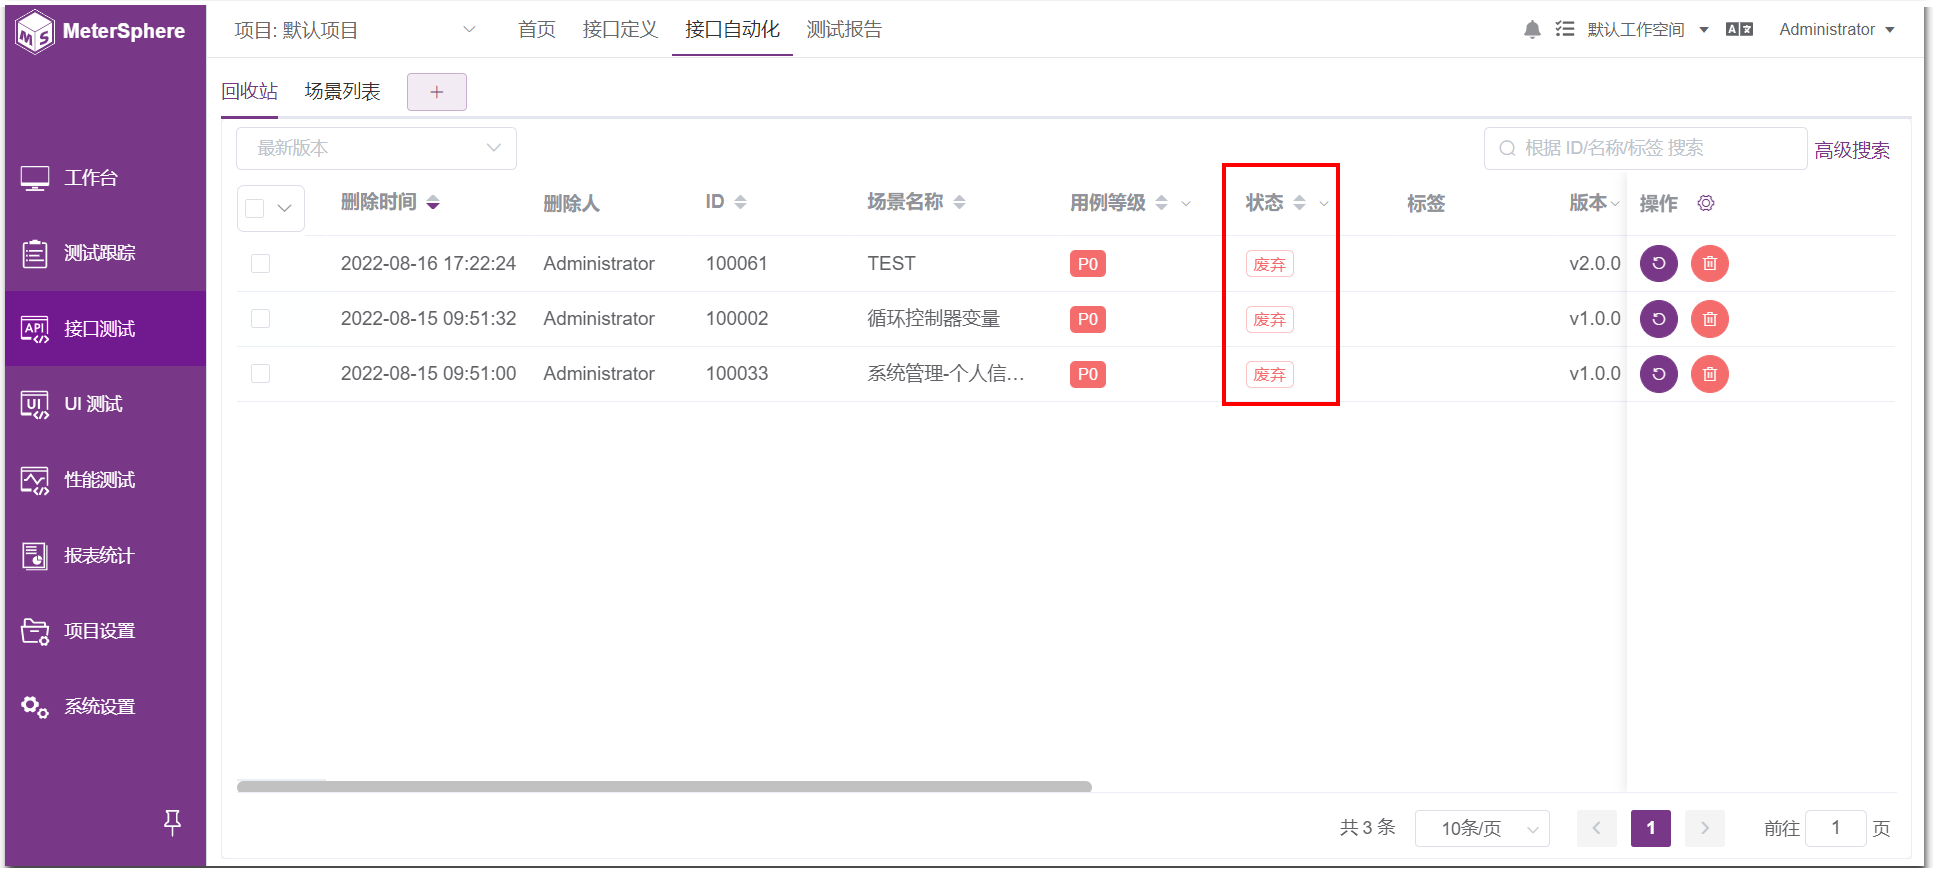 MeterSphere
项目: 默认项目
首页
接口定义
接口自动化
测试报告
默认工作空间
Administrator
回收站
场景列表
+
工作台
测试跟踪
API 接口测试
UI UI 测试
性能测试
报表统计
项目设置
系统设置
最新版本
根据 ID/名称/标签 搜索
高级搜索
删除时间 删除人 ID 场景名称 用例等级 状态 标签 版本 操作
2022-08-16 17:22:24 Administrator 100061 TEST P0 废弃 v2.0.0
2022-08-15 09:51:32 Administrator 100002 循环控制器变量 P0 废弃 v1.0.0
2022-08-15 09:51:00 Administrator 100033 系统管理-个人信... P0 废弃 v1.0.0
共 3 条 10条/页 1 前往 1 页